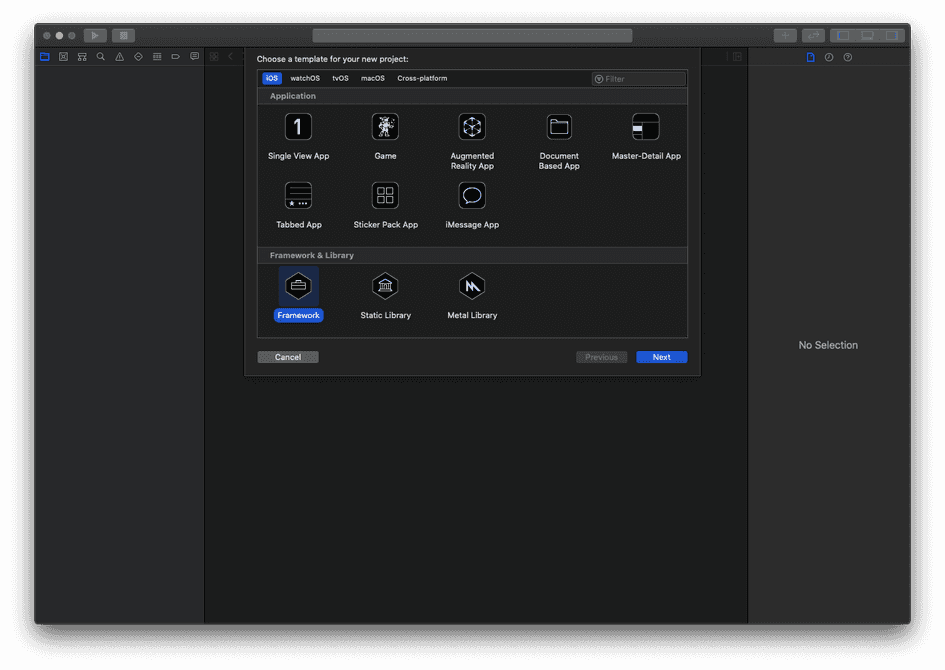 Choose a template for your new project:
iOS watchOS tvOS macOS Cross-platform Filter
Application
1
Single View App Game Augmented Reality App Document Based App Master-Detail App
Tabbed App Sticker Pack App iMessage App
Framework & Library
Framework Static Library Metal Library
Cancel Previous Next
No Selection